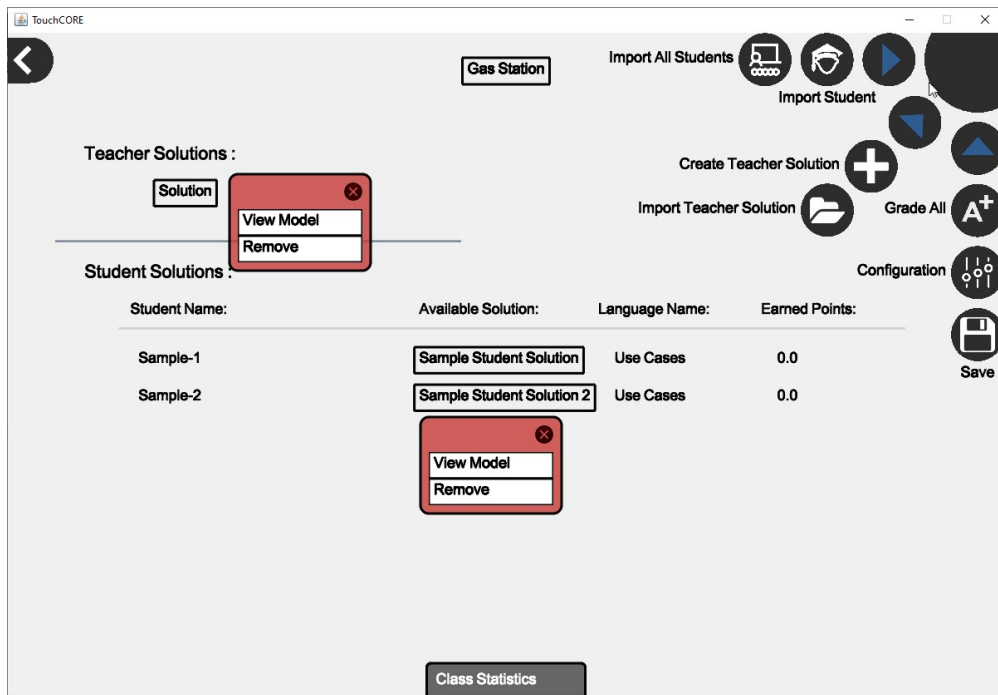 TouchCORE
Import All Students
Gas Station
Import Student
Teacher Solutions :
Create Teacher Solution
Solution
View Model
Remove
Import Teacher Solution
Grade All
A+
Student Solutions :
Configuration
Student Name:
Available Solution:
Language Name:
Earned Points:
Sample-1
Sample Student Solution
Use Cases
0.0
Save
Sample-2
Sample Student Solution 2
Use Cases
0.0
View Model
Remove
Class Statistics